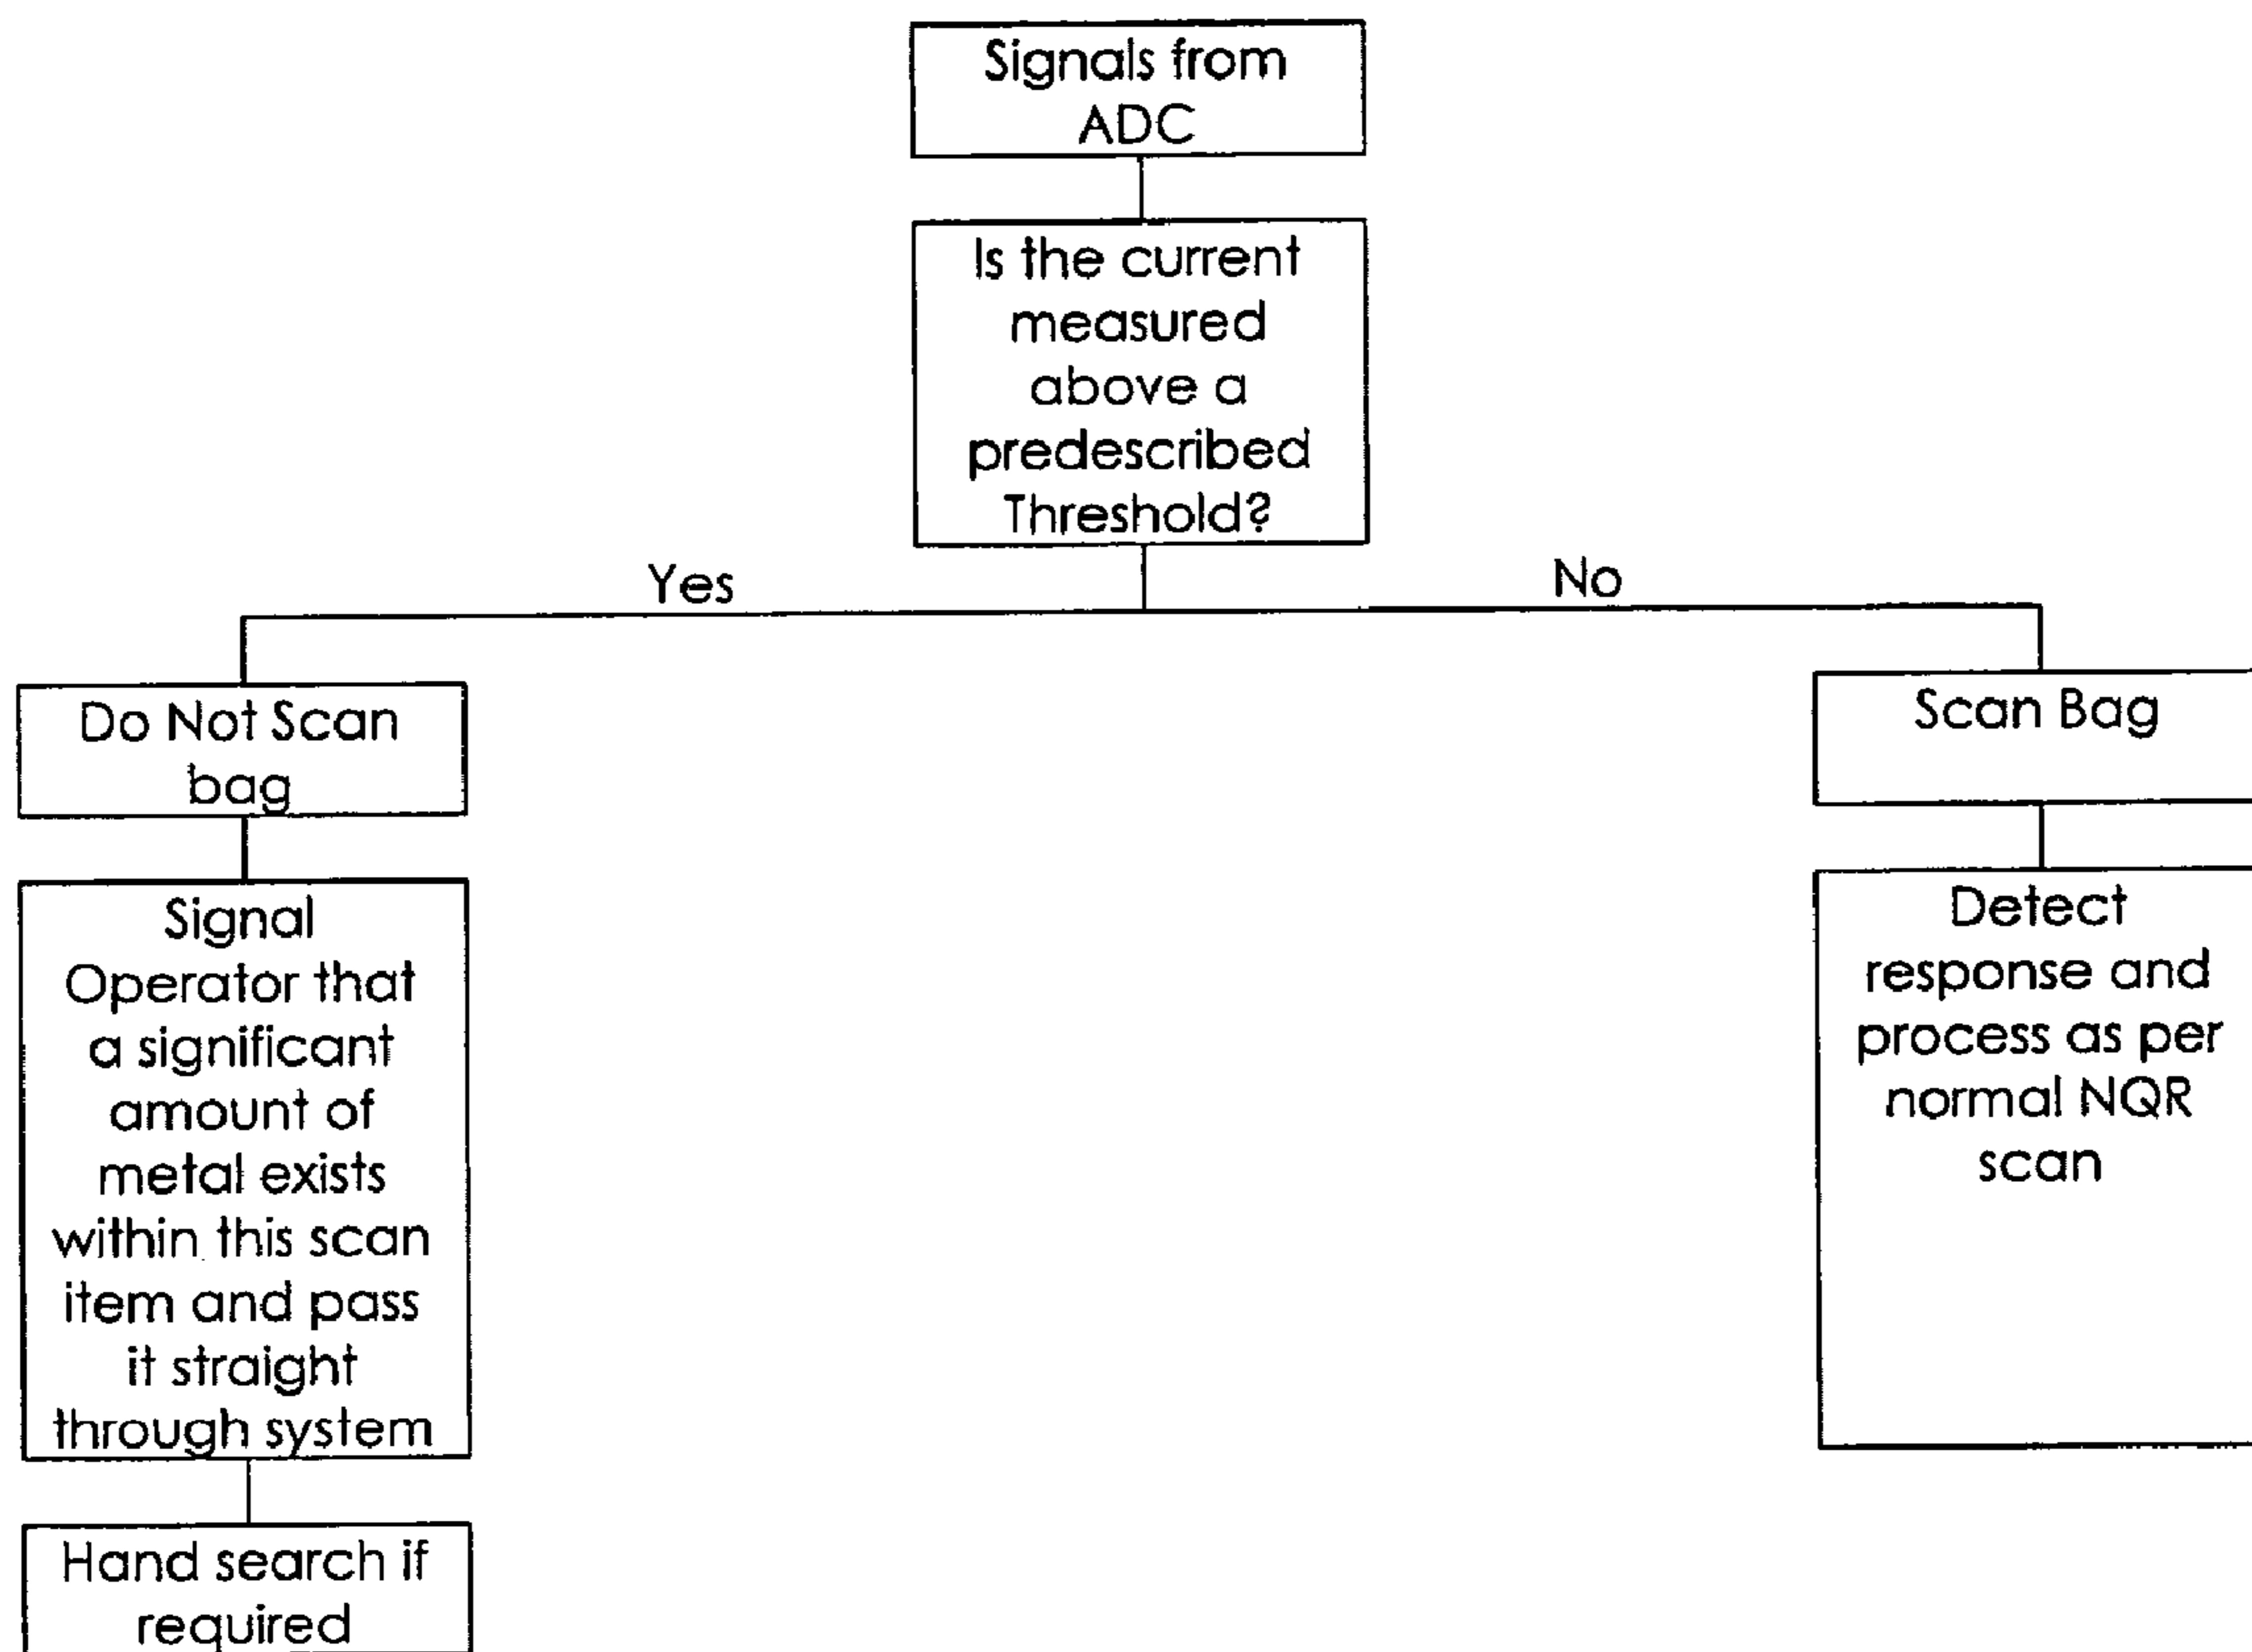 Signals from
ADC
Is the current
measured
above a
predescribed
Threshold?
Yes
No
Do Not Scan
bag
Scan Bag
Signal
Operator that
a significant
amount of
metal exists
within this scan
item and pass
it straight
through system
Detect
response and
process as per
normal NQR
scan
Hand search if
required